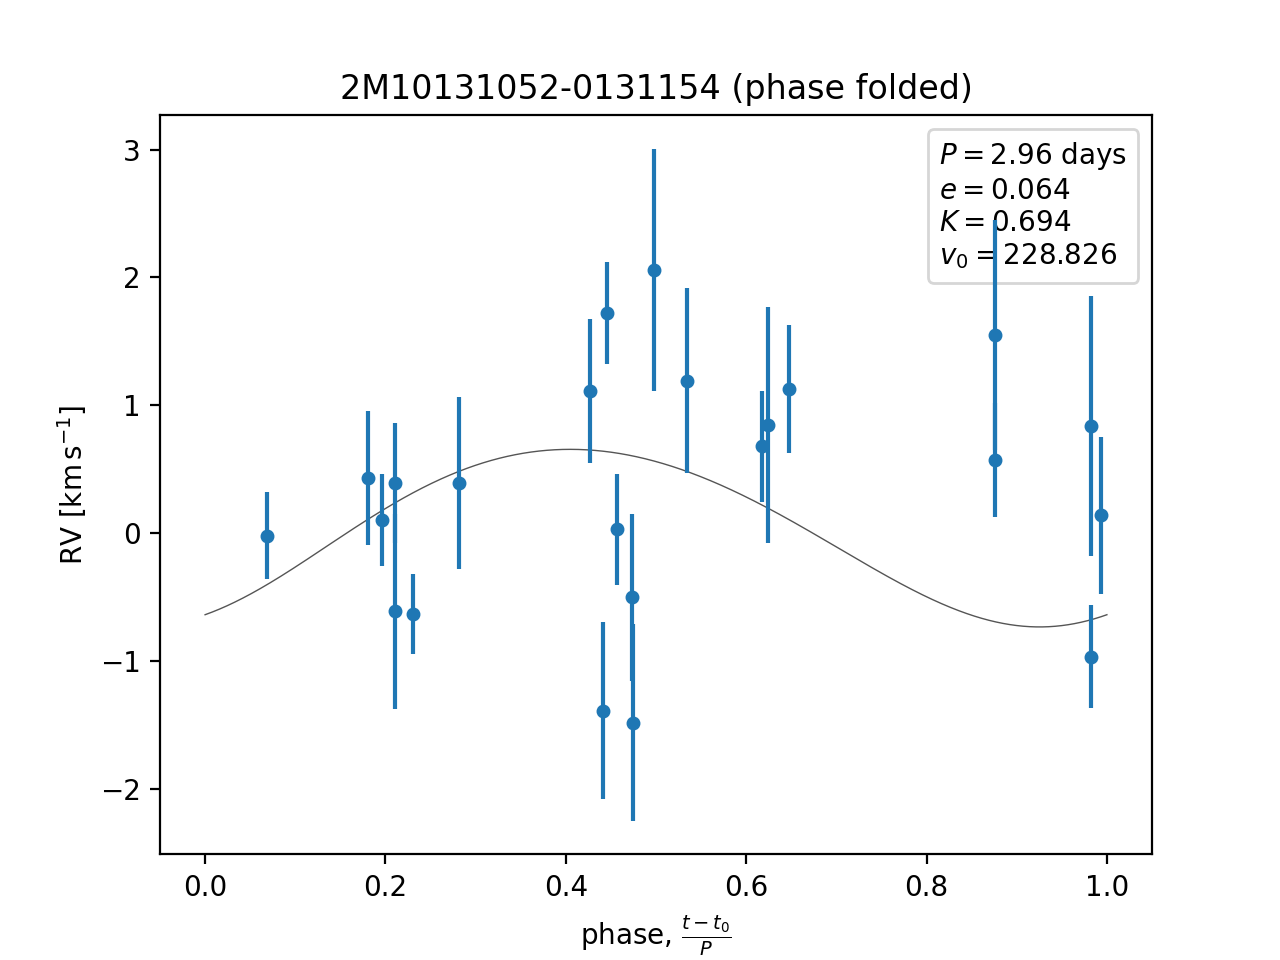 2M10131052-0131154 (phase folded)
P = 2.96 days
e = 0.064
K = 0.694
v₀ = 228.826
RV [km s⁻¹]
3
2
1
0
−1
−2
0.0 0.2 0.4 0.6 0.8 1.0
phase, (t − t₀)/P